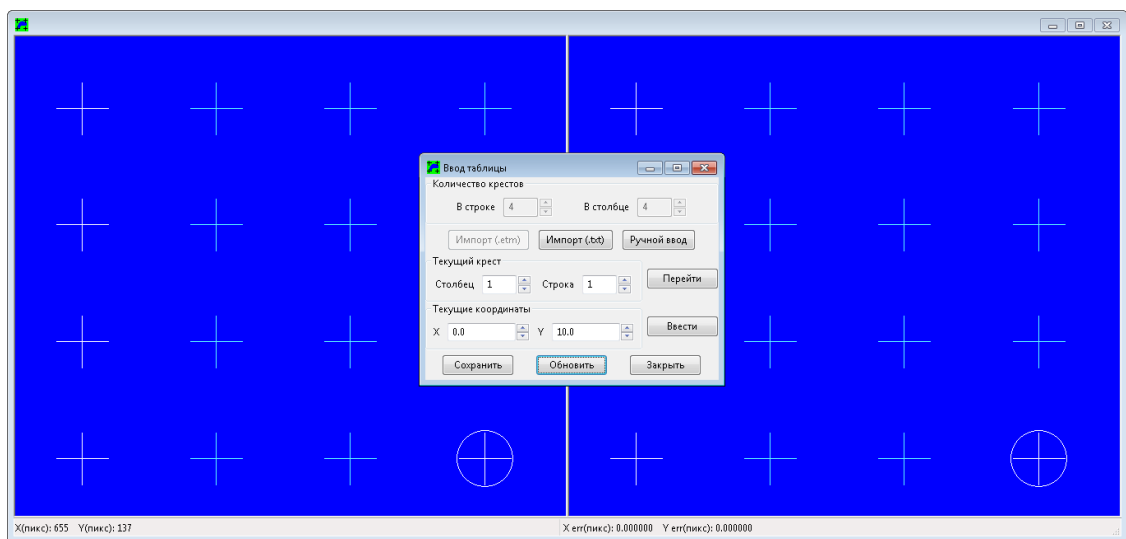 Ввод таблицы
Количество крестов
В строке 4 В столбце 4
Импорт (.etm) Импорт (.txt) Ручной ввод
Текущий крест
Столбец 1 Строка 1 Перейти
Текущие координаты
X 0.0 Y 10.0 Ввести
Сохранить Обновить Закрыть
X(пикс): 655 Y(пикс): 137 X err(пикс): 0.000000 Y err(пикс): 0.000000